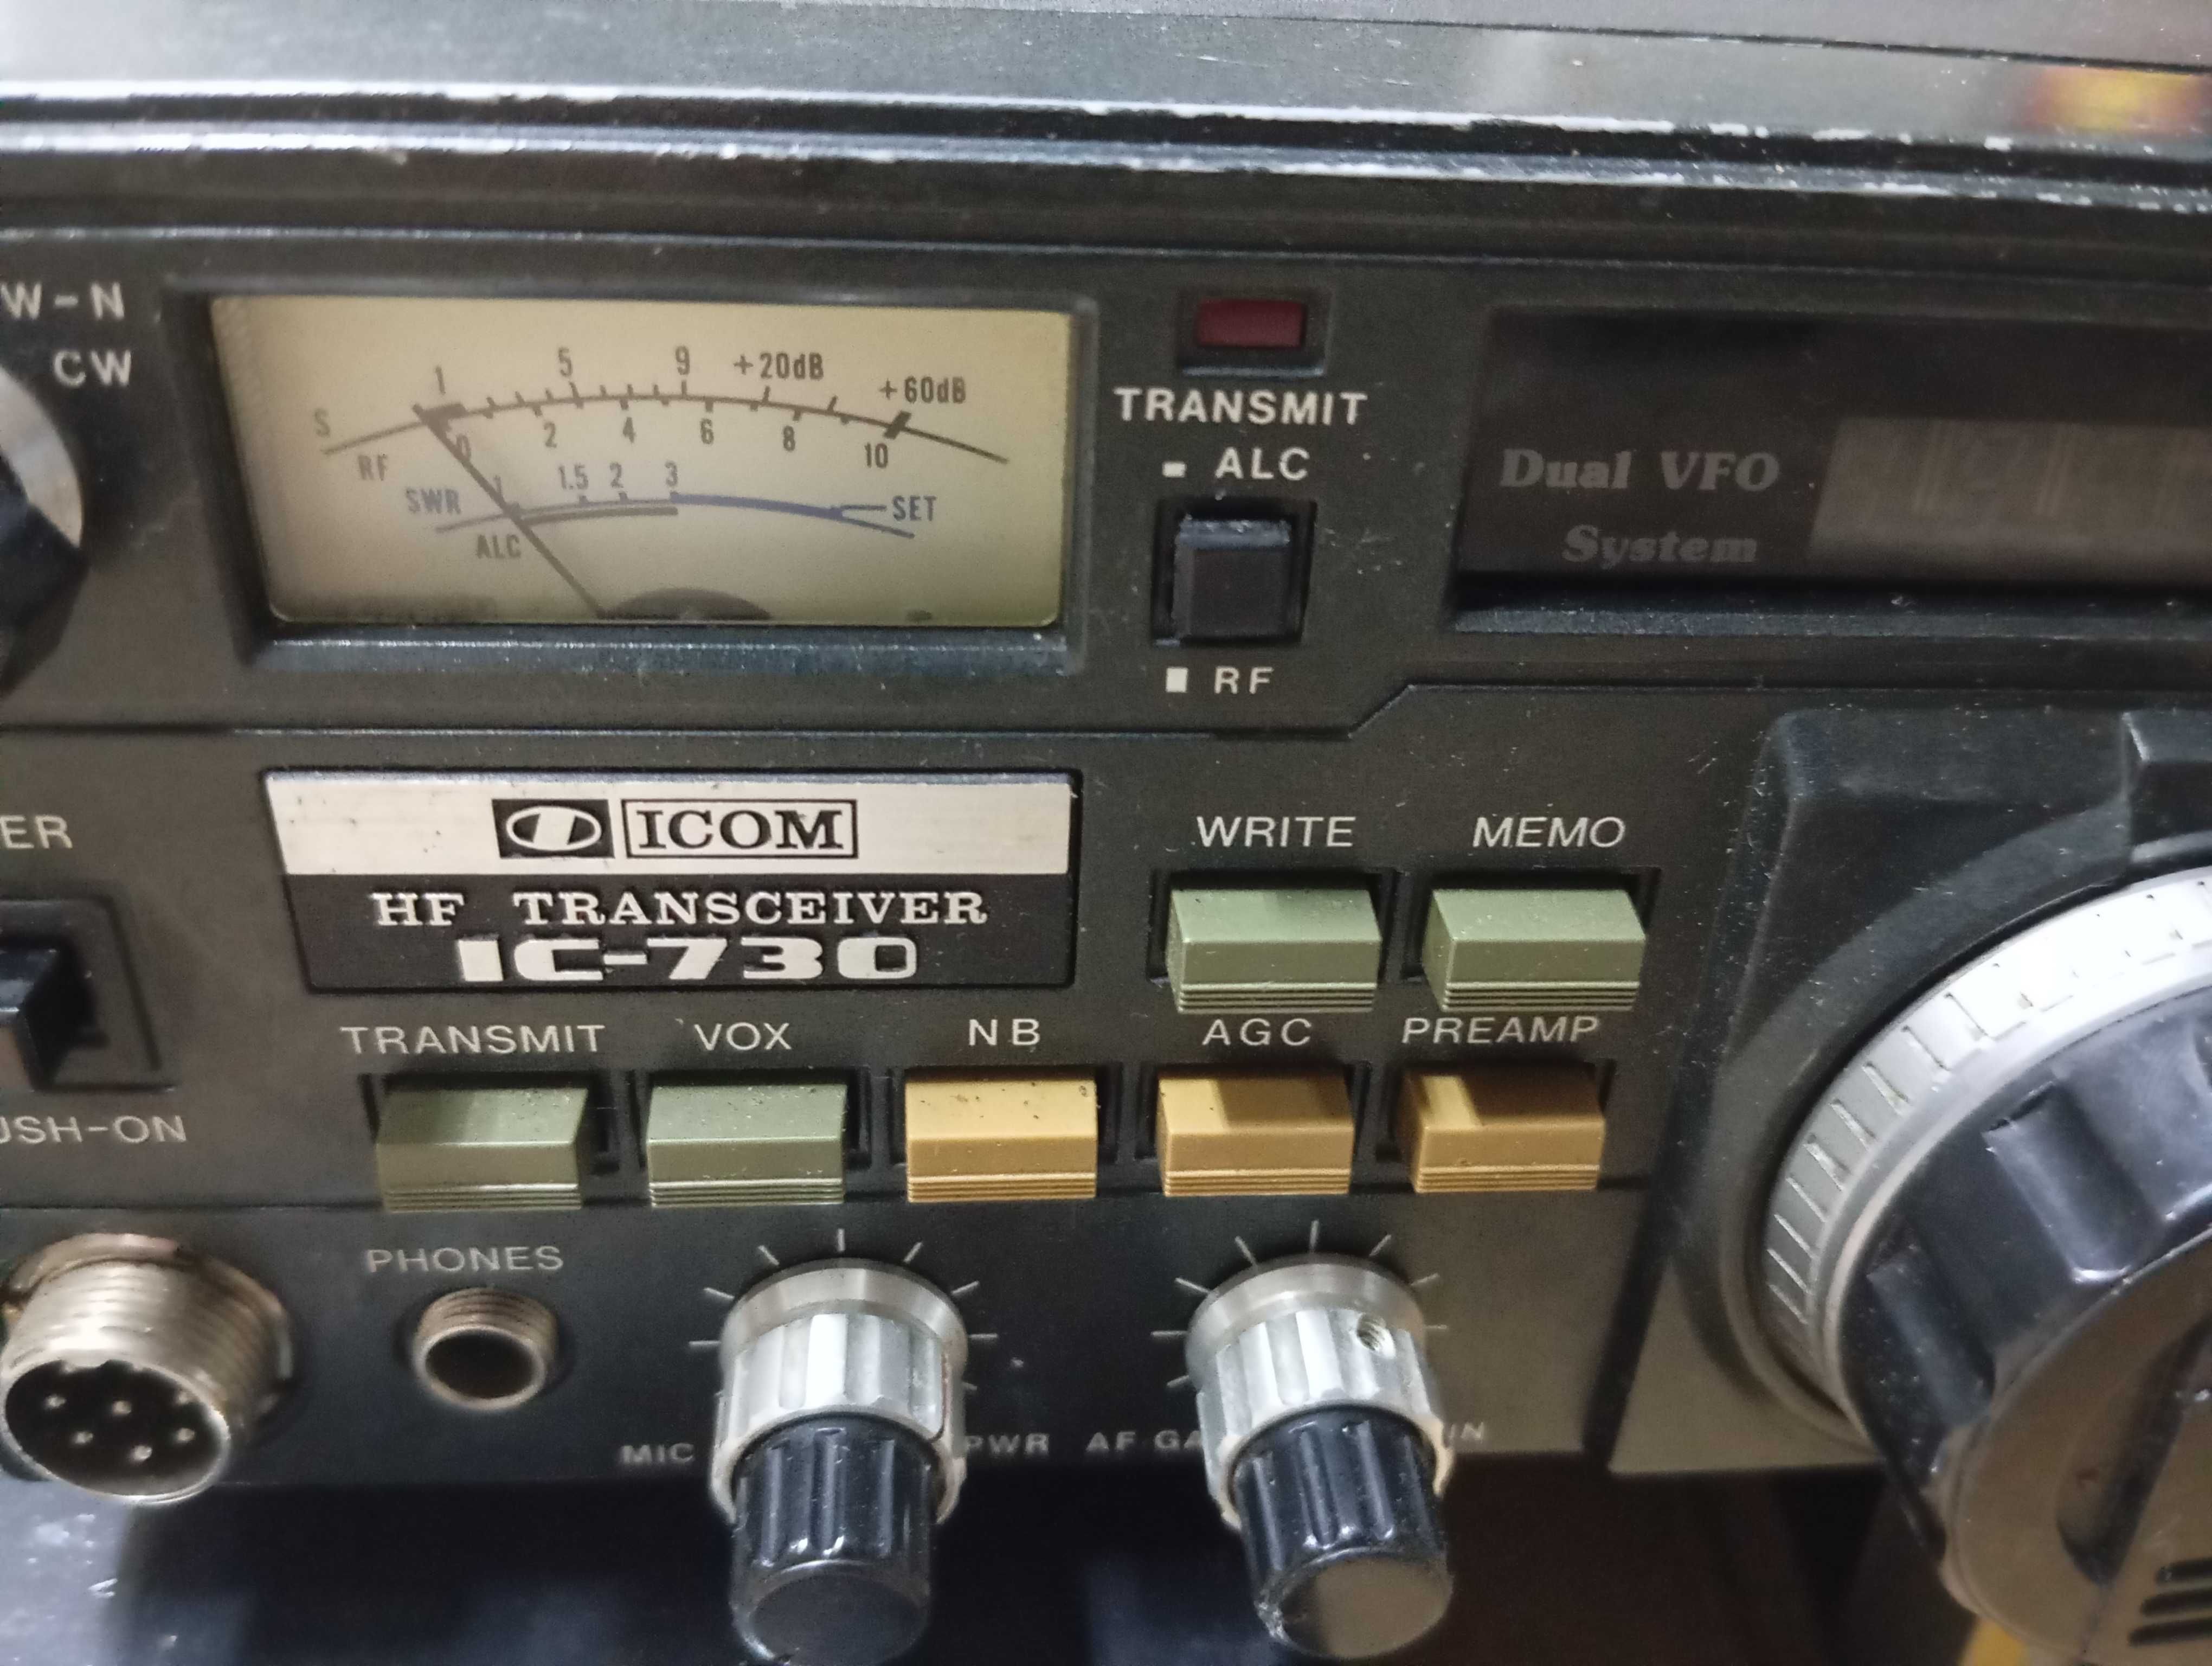 W-N
CW
1 5 9 +20dB +60dB
S
RF
0 2 4 6 8 10
SWR 1 1.5 2 3 SET
ALC
TRANSMIT
ALC
RF
Dual VFO
System
ER
ICOM
HF TRANSCEIVER
IC-730
WRITE MEMO
TRANSMIT VOX NB AGC PREAMP
USH-ON
PHONES
MIC PWR AF GA IN